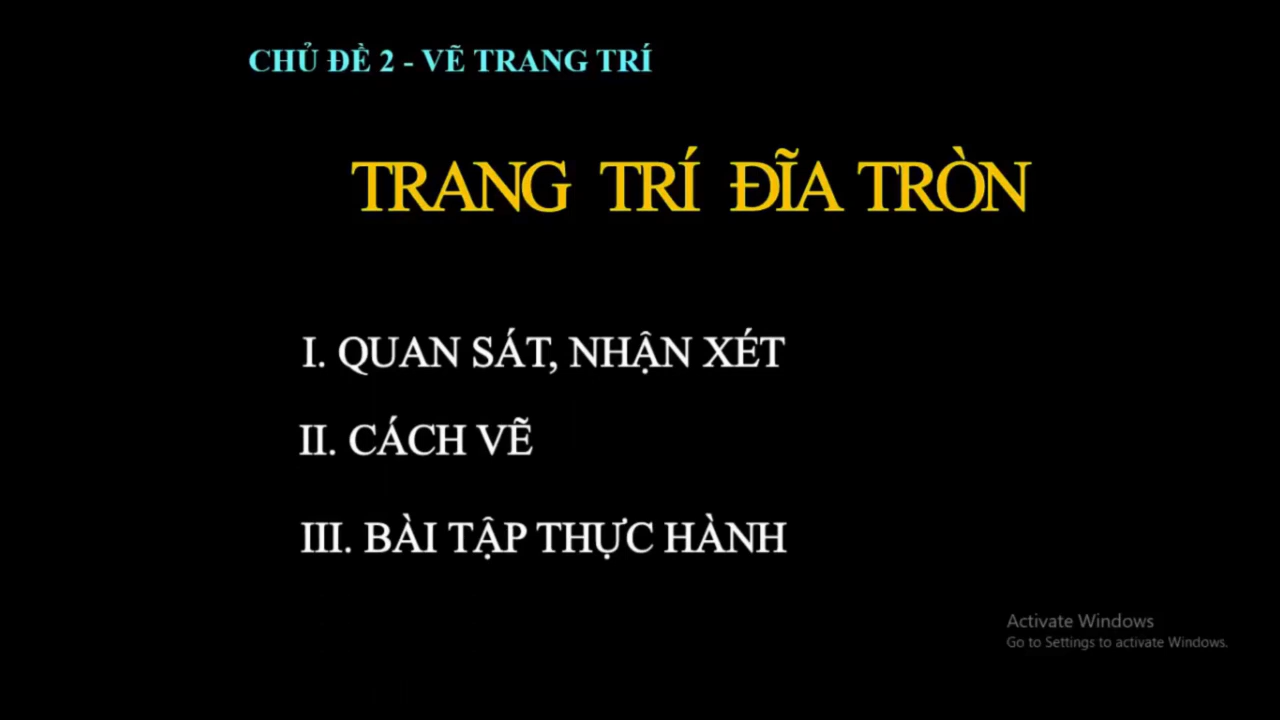 CHỦ ĐỀ 2 - VẼ TRANG TRÍ
TRANG TRÍ ĐĨA TRÒN
I. QUAN SÁT, NHẬN XÉT
II. CÁCH VẼ
III. BÀI TẬP THỰC HÀNH
Activate Windows
Go to Settings to activate Windows.